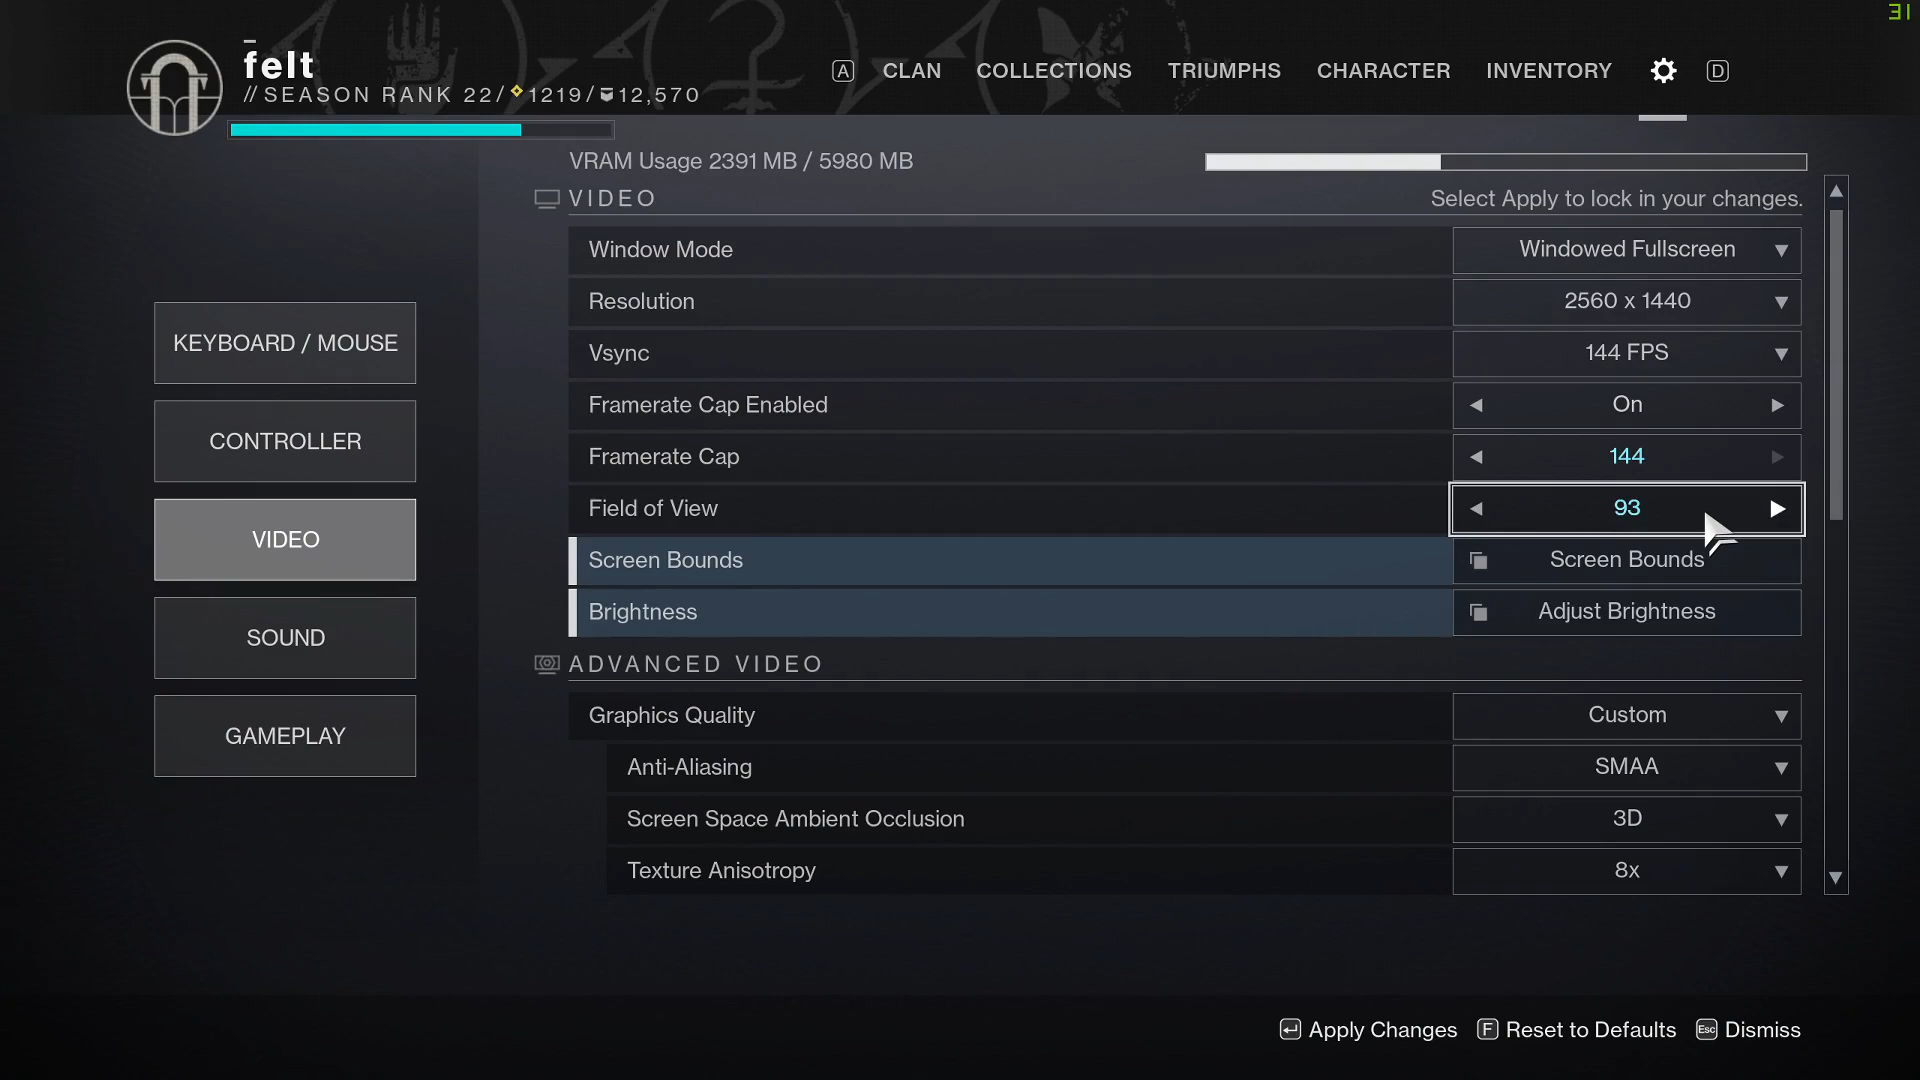 31
felt
// SEASON RANK 22/1219/12,570
A CLAN COLLECTIONS TRIUMPHS CHARACTER INVENTORY D
VRAM Usage 2391 MB / 5980 MB
VIDEO Select Apply to lock in your changes.
Window Mode Windowed Fullscreen
Resolution 2560 x 1440
Vsync 144 FPS
Framerate Cap Enabled On
Framerate Cap 144
Field of View 93
Screen Bounds Screen Bounds
Brightness Adjust Brightness
ADVANCED VIDEO
Graphics Quality Custom
Anti-Aliasing SMAA
Screen Space Ambient Occlusion 3D
Texture Anisotropy 8x
KEYBOARD / MOUSE
CONTROLLER
VIDEO
SOUND
GAMEPLAY
Apply Changes F Reset to Defaults Esc Dismiss